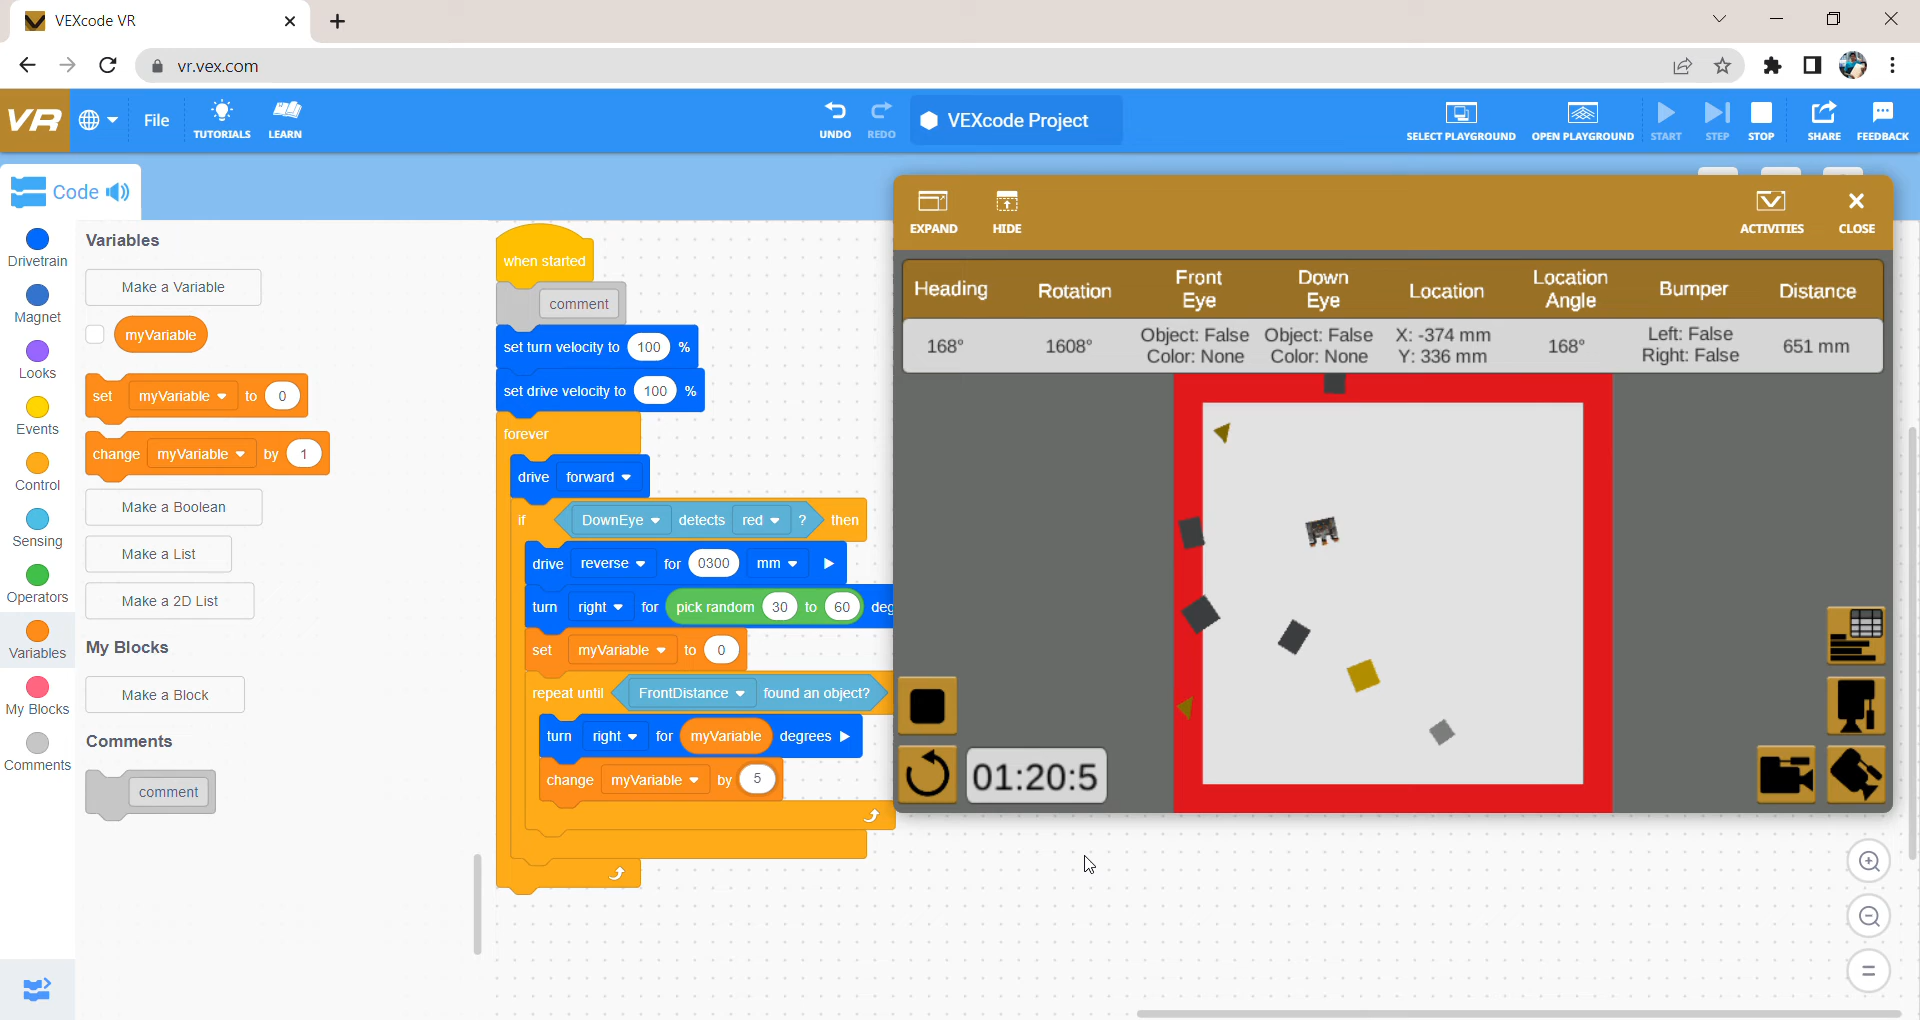 VEXcode VR
vr.vex.com
VR
File
TUTORIALS
LEARN
UNDO
REDO
VEXcode Project
SELECT PLAYGROUND
OPEN PLAYGROUND
START
STEP
STOP
SHARE
FEEDBACK
Code
Drivetrain
Magnet
Looks
Events
Control
Sensing
Operators
Variables
My Blocks
Comments
Variables
Make a Variable
myVariable
set myVariable to 0
change myVariable by 1
Make a Boolean
Make a List
Make a 2D List
My Blocks
Make a Block
Comments
comment
when started
comment
set turn velocity to 100 %
set drive velocity to 100 %
forever
drive forward
if DownEye detects red ? then
drive reverse for 0300 mm
turn right for pick random 30 to 60 deg
set myVariable to 0
repeat until FrontDistance found an object?
turn right for myVariable degrees
change myVariable by 5
EXPAND
HIDE
ACTIVITIES
CLOSE
Heading Rotation Front Eye Down Eye Location Location Angle Bumper Distance
168° 1608° Object: False Object: False X: -374 mm 168° Left: False 651 mm
Color: None Color: None Y: 336 mm Right: False
01:20:5